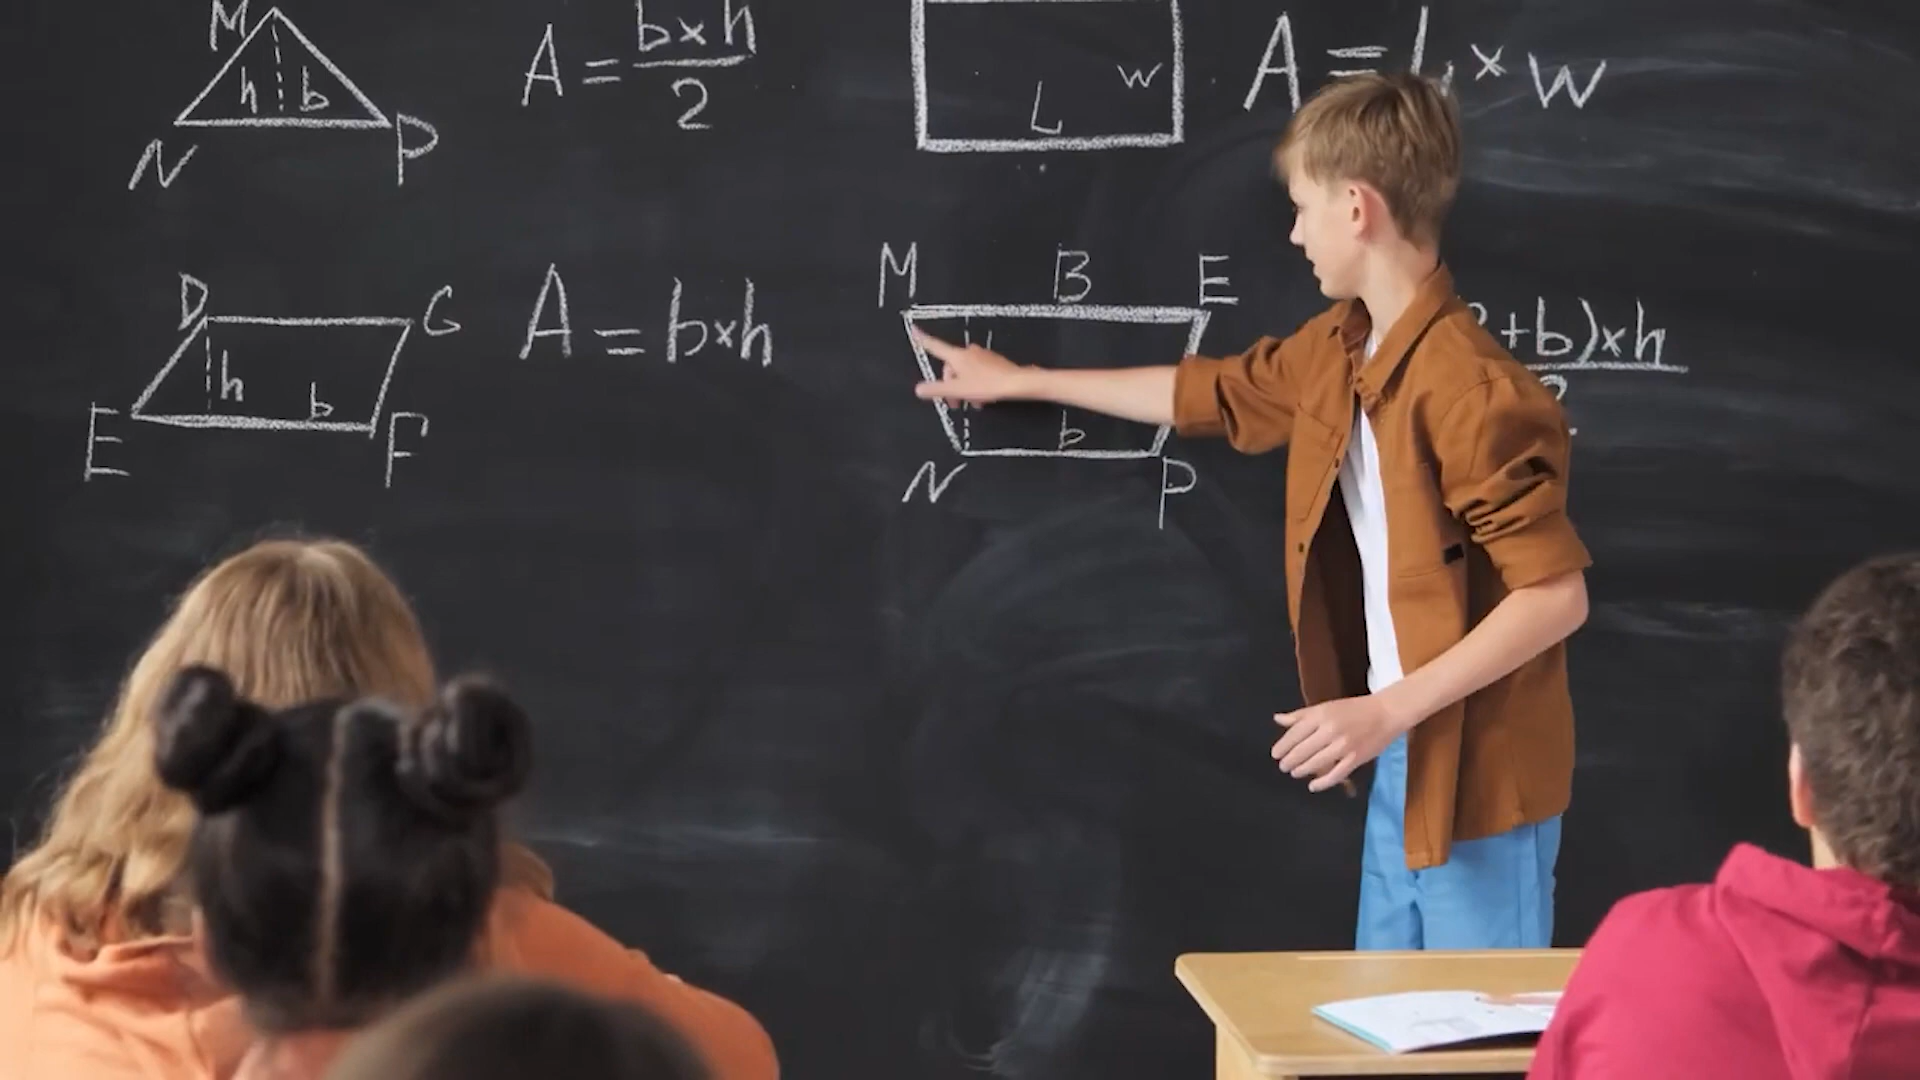 M
h b
N P
A = b×h
2
w
L
A = L × w
D G
h
b
E F
A = b×h
M B E
b
N P
+b)×h